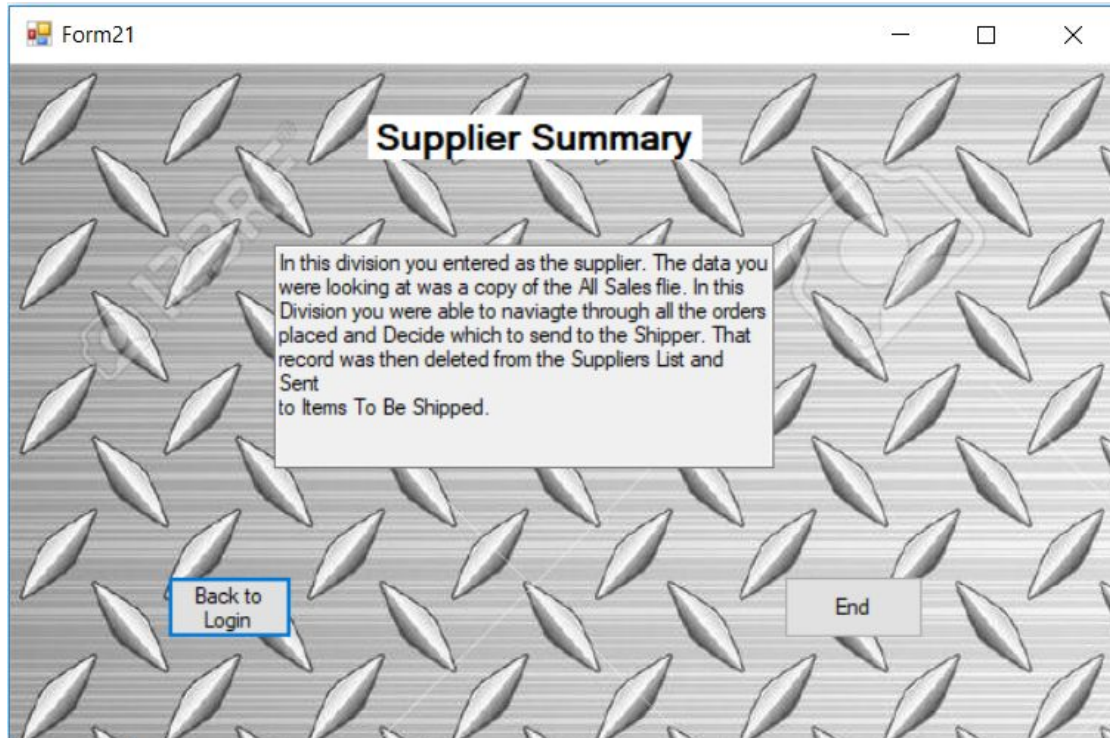 Form21
Supplier Summary
123RF®
In this division you entered as the supplier. The data you
were looking at was a copy of the All Sales flie. In this
Division you were able to naviagte through all the orders
placed and Decide which to send to the Shipper. That
record was then deleted from the Suppliers List and
Sent
to Items To Be Shipped.
Back to
Login
End